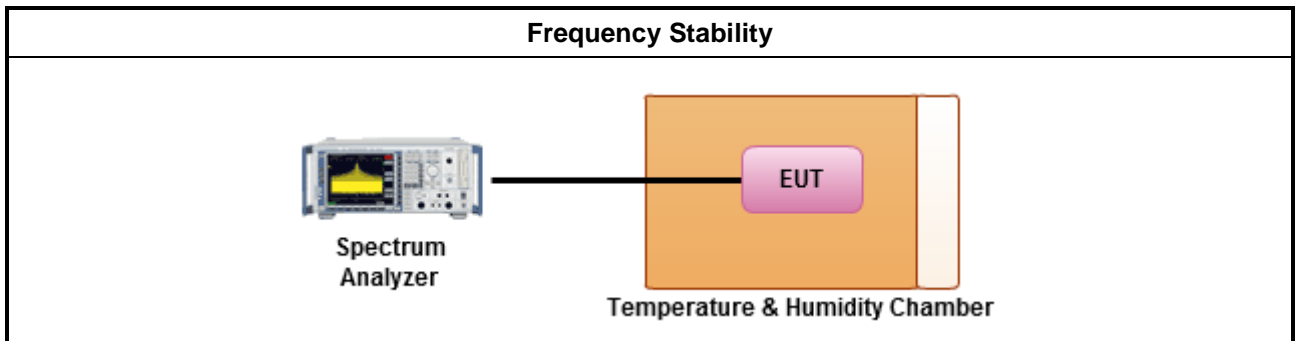 Frequency Stability
EUT
Spectrum
Analyzer
Temperature & Humidity Chamber